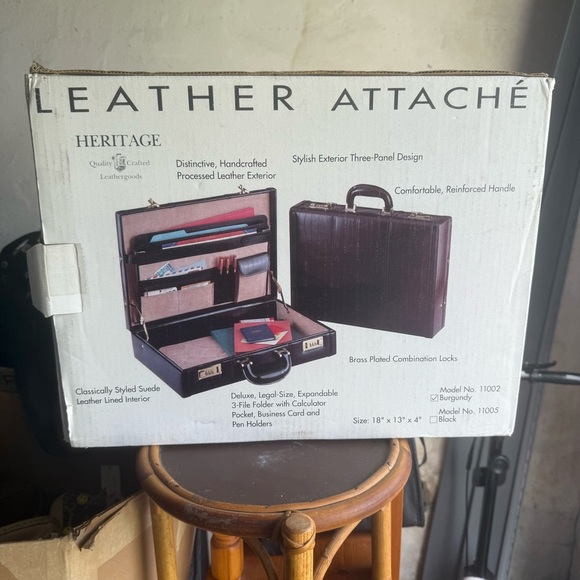 LEATHER ATTACHÉ
HERITAGE
Quality Crafted
Leathergoods
Distinctive, Handcrafted
Processed Leather Exterior
Stylish Exterior Three-Panel Design
Comfortable, Reinforced Handle
Brass Plated Combination Locks
Classically Styled Suede
Leather Lined Interior
Deluxe, Legal-Size, Expandable
3-File Folder with Calculator
Pocket, Business Card and
Pen Holders
Size: 18" x 13" x 4"
Model No. 11002
Burgundy
Model No. 11005
Black